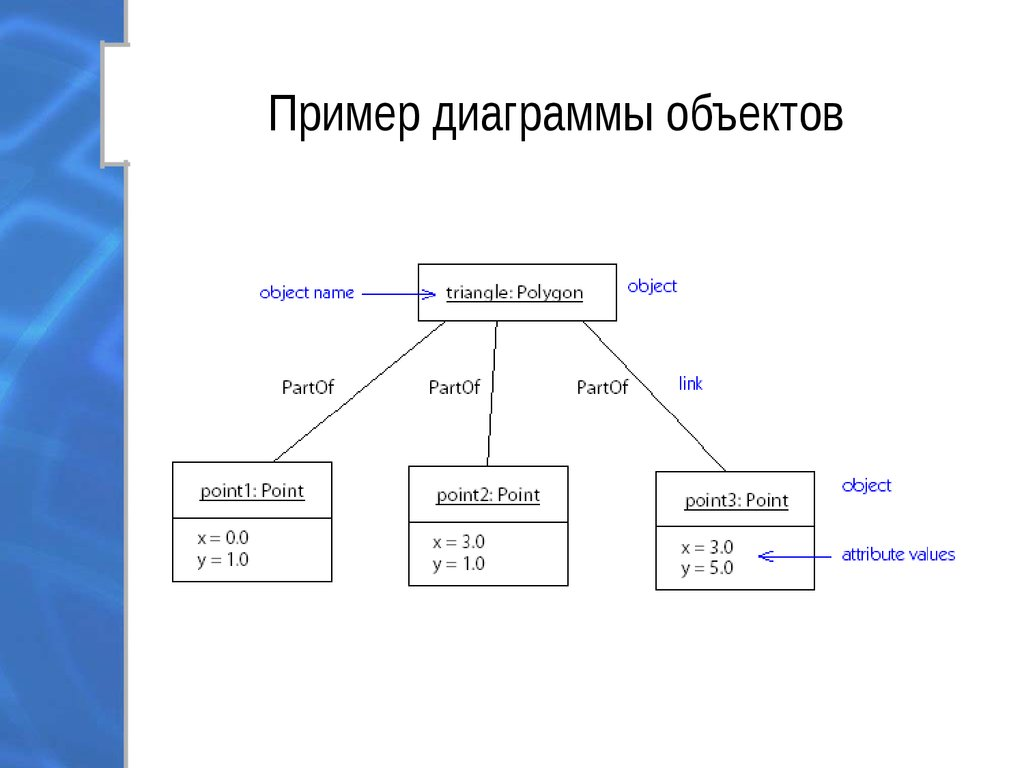 Пример диаграммы объектов
object name
triangle: Polygon
object
PartOf
PartOf
PartOf
link
point1: Point
x = 0.0
y = 1.0
point2: Point
x = 3.0
y = 1.0
point3: Point
x = 3.0
y = 5.0
object
attribute values